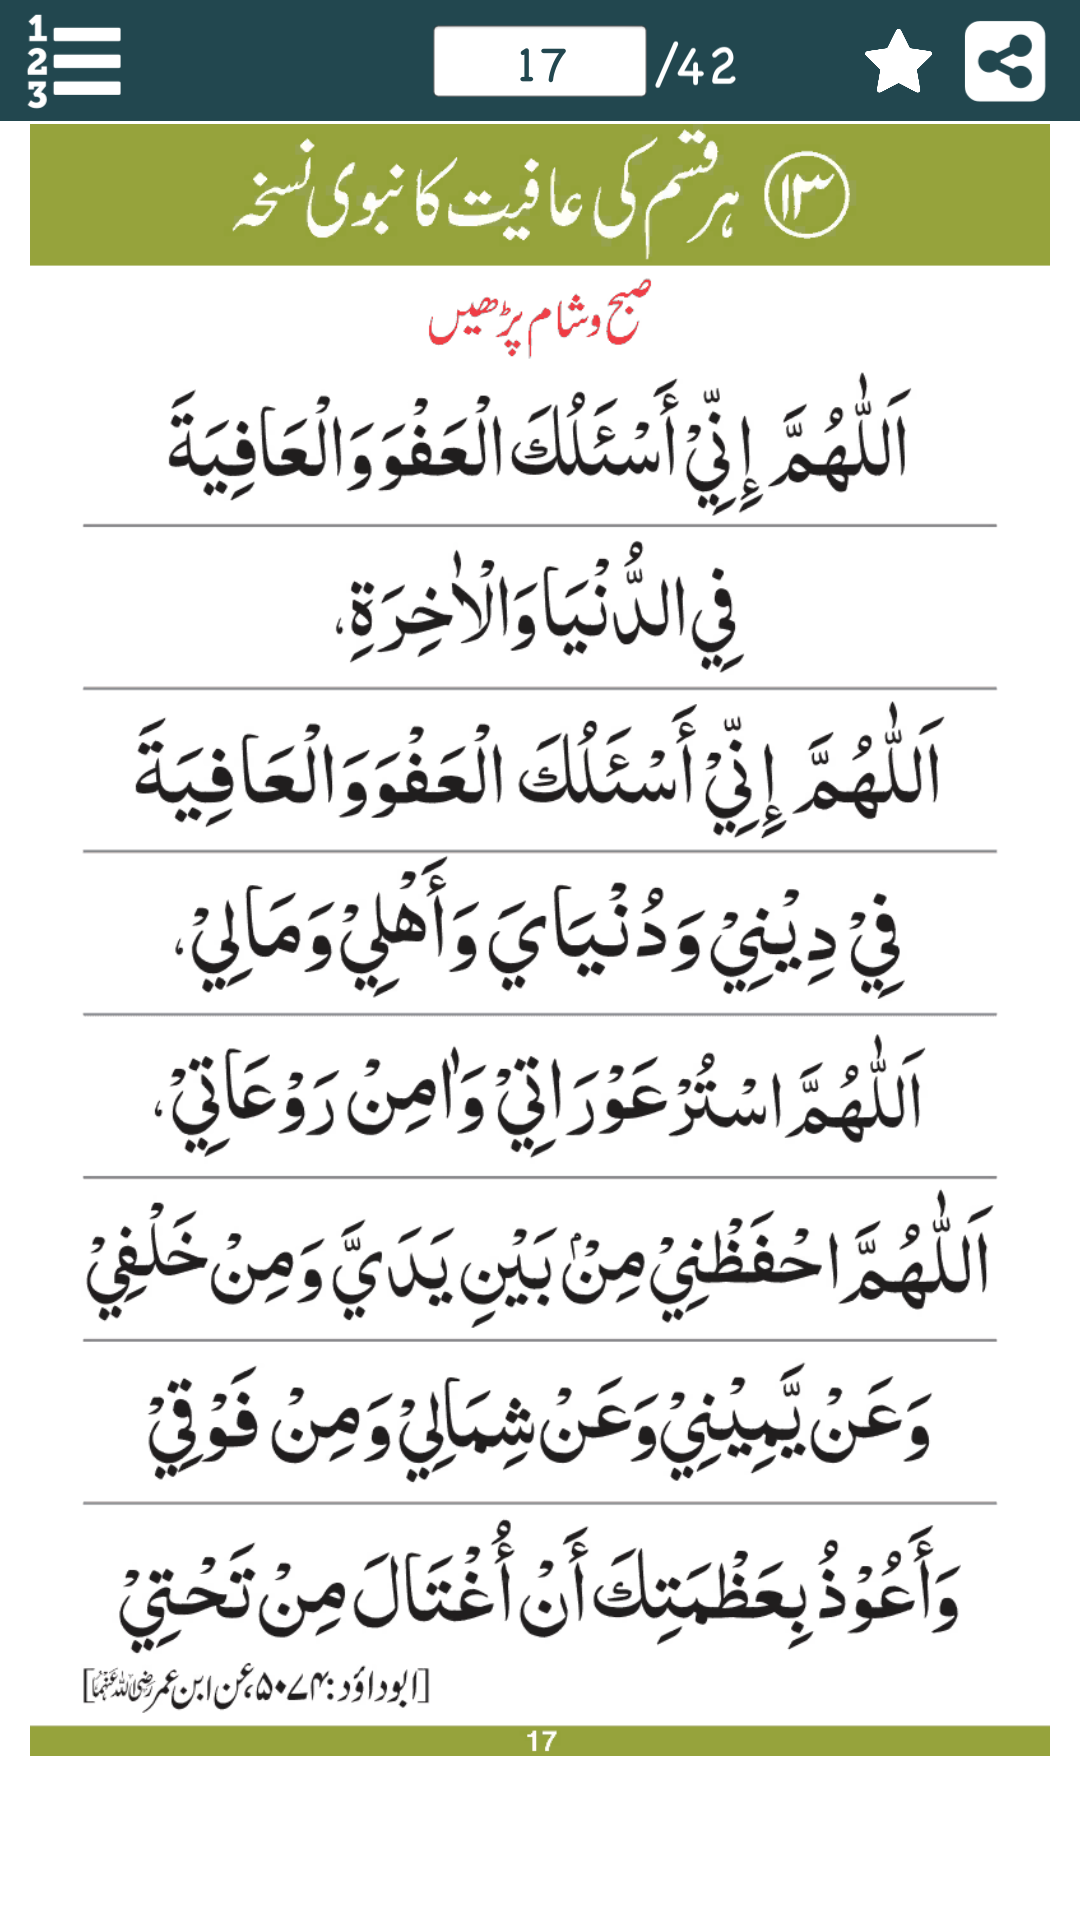 1
2
3
17 /42
۱۳ ہر قسم کی عافیت کا نبوی نسخہ
صبح و شام پڑھیں
اَللّٰهُمَّ إِنِّيْ أَسْئَلُكَ الْعَفْوَ وَالْعَافِيَةَ
فِي الدُّنْيَا وَالْاٰخِرَةِ،
اَللّٰهُمَّ إِنِّيْ أَسْئَلُكَ الْعَفْوَ وَالْعَافِيَةَ
فِيْ دِيْنِيْ وَدُنْيَايَ وَأَهْلِيْ وَمَالِيْ،
اَللّٰهُمَّ اسْتُرْ عَوْرَاتِيْ وَاٰمِنْ رَوْعَاتِيْ،
اَللّٰهُمَّ احْفَظْنِيْ مِنْۢ بَيْنِ يَدَيَّ وَمِنْ خَلْفِيْ
وَعَنْ يَّمِيْنِيْ وَعَنْ شِمَالِيْ وَمِنْ فَوْقِيْ
وَأَعُوْذُ بِعَظْمَتِكَ أَنْ أُغْتَالَ مِنْ تَحْتِيْ
[ابوداؤد: ۵۰۷۴، عن ابن عمر رضی اللہ عنہما]
17